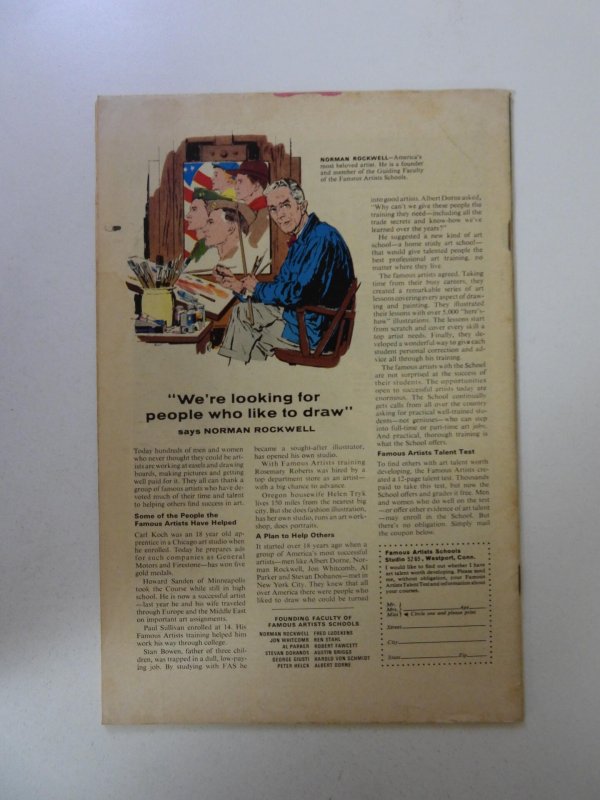 NORMAN ROCKWELL—America's
most beloved artist. He is a founder
and member of the Guiding Faculty
of the Famous Artists Schools.
"We're looking for
people who like to draw"
says NORMAN ROCKWELL
Today hundreds of men and women
who never thought they could be art-
ists are working at easels and drawing
boards, making pictures and getting
well paid for it. They all can thank a
group of famous artists who have de-
voted much of their time and talent
to helping others find success in art.
Some of the People the
Famous Artists Have Helped
Carl Koch was an 18 year old ap-
prentice in a Chicago art studio when
he enrolled. Today he prepares ads
for such companies as General
Motors and Firestone—has won five
gold medals.
Howard Sanden of Minneapolis
took the Course while still in high
school. He is now a successful artist
—last year he and his wife traveled
through Europe and the Middle East
on important art assignments.
Paul Sullivan enrolled at 14. His
Famous Artists training helped him
work his way through college.
Stan Bowen, father of three chil-
dren, was trapped in a dull, low-pay-
ing job. By studying with FAS he
became a sought-after illustrator,
has opened his own studio.
With Famous Artists training
Rosemary Roberts was hired by a
top department store as an artist—
with a big chance to advance.
Oregon housewife Helen Tryk
lives 150 miles from the nearest big
city. But she does fashion illustration,
has her own studio, runs an art work-
shop, does portraits.
A Plan to Help Others
It started over 18 years ago when a
group of America's most successful
artists—men like Albert Dorne, Nor-
man Rockwell, Jon Whitcomb, Al
Parker and Stevan Dohanos—met in
New York City. They knew that all
over America there were people who
liked to draw who could be turned
FOUNDING FACULTY OF
FAMOUS ARTISTS SCHOOLS
NORMAN ROCKWELL FRED LUDEKENS
JON WHITCOMB BEN STAHL
AL PARKER ROBERT FAWCETT
STEVAN DOHANOS AUSTIN BRIGGS
GEORGE GIUSTI HAROLD VON SCHMIDT
PETER HELCK ALBERT DORNE
into good artists. Albert Dorne asked,
"Why can't we give these people the
training they need—including all the
trade secrets and know-how we've
learned over the years?"
He suggested a new kind of art
school—a home study art school—
that would give talented people the
best professional art training, no
matter where they live.
The famous artists agreed. Taking
time from their busy careers, they
created a remarkable series of art
lessons covering every aspect of draw-
ing and painting. They illustrated
their lessons with over 5,000 "here's-
how" illustrations. The lessons start
from scratch and cover every skill a
top artist needs. Finally, they de-
veloped a wonderful way to give each
student personal correction and ad-
vice all through his training.
The famous artists with the School
are not surprised at the success of
their students. The opportunities
open to successful artists today are
enormous. The School continually
gets calls from all over the country
asking for practical well-trained stu-
dents—not geniuses—who can step
into full-time or part-time art jobs.
And practical, thorough training is
what the School offers.
Famous Artists Talent Test
To find others with art talent worth
developing, the Famous Artists cre-
ated a 12-page talent test. Thousands
paid to take this test, but now the
School offers and grades it free. Men
and women who do well on the test
—or offer other evidence of art talent
—may enroll in the School. But
there's no obligation. Simply mail
the coupon below.
Famous Artists Schools
Studio 5265, Westport, Conn.
I would like to find out whether I have
art talent worth developing. Please send
me, without obligation, your Famous
Artists Talent Test and information about
your courses.
Mr.
Mrs. Age
Miss Circle one and please print
Street
City
State Zip